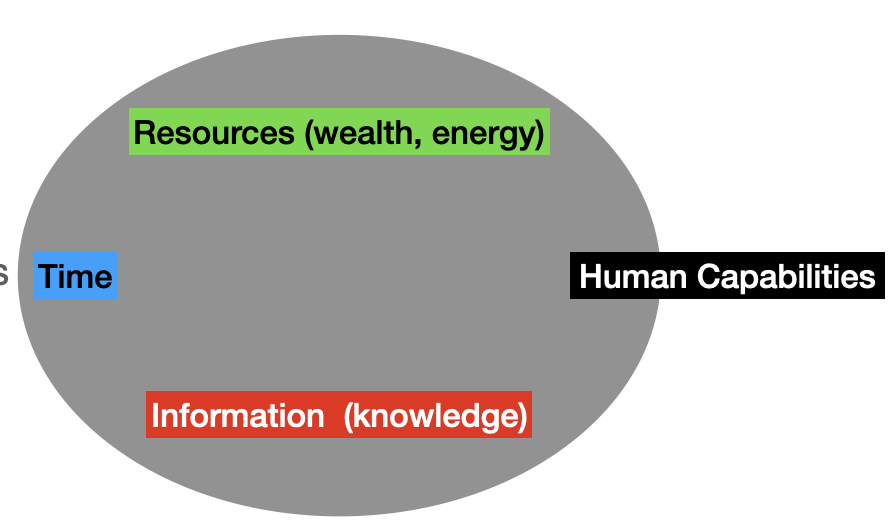 Resources (wealth, energy)
s Time
Human Capabilities
Information  (knowledge)